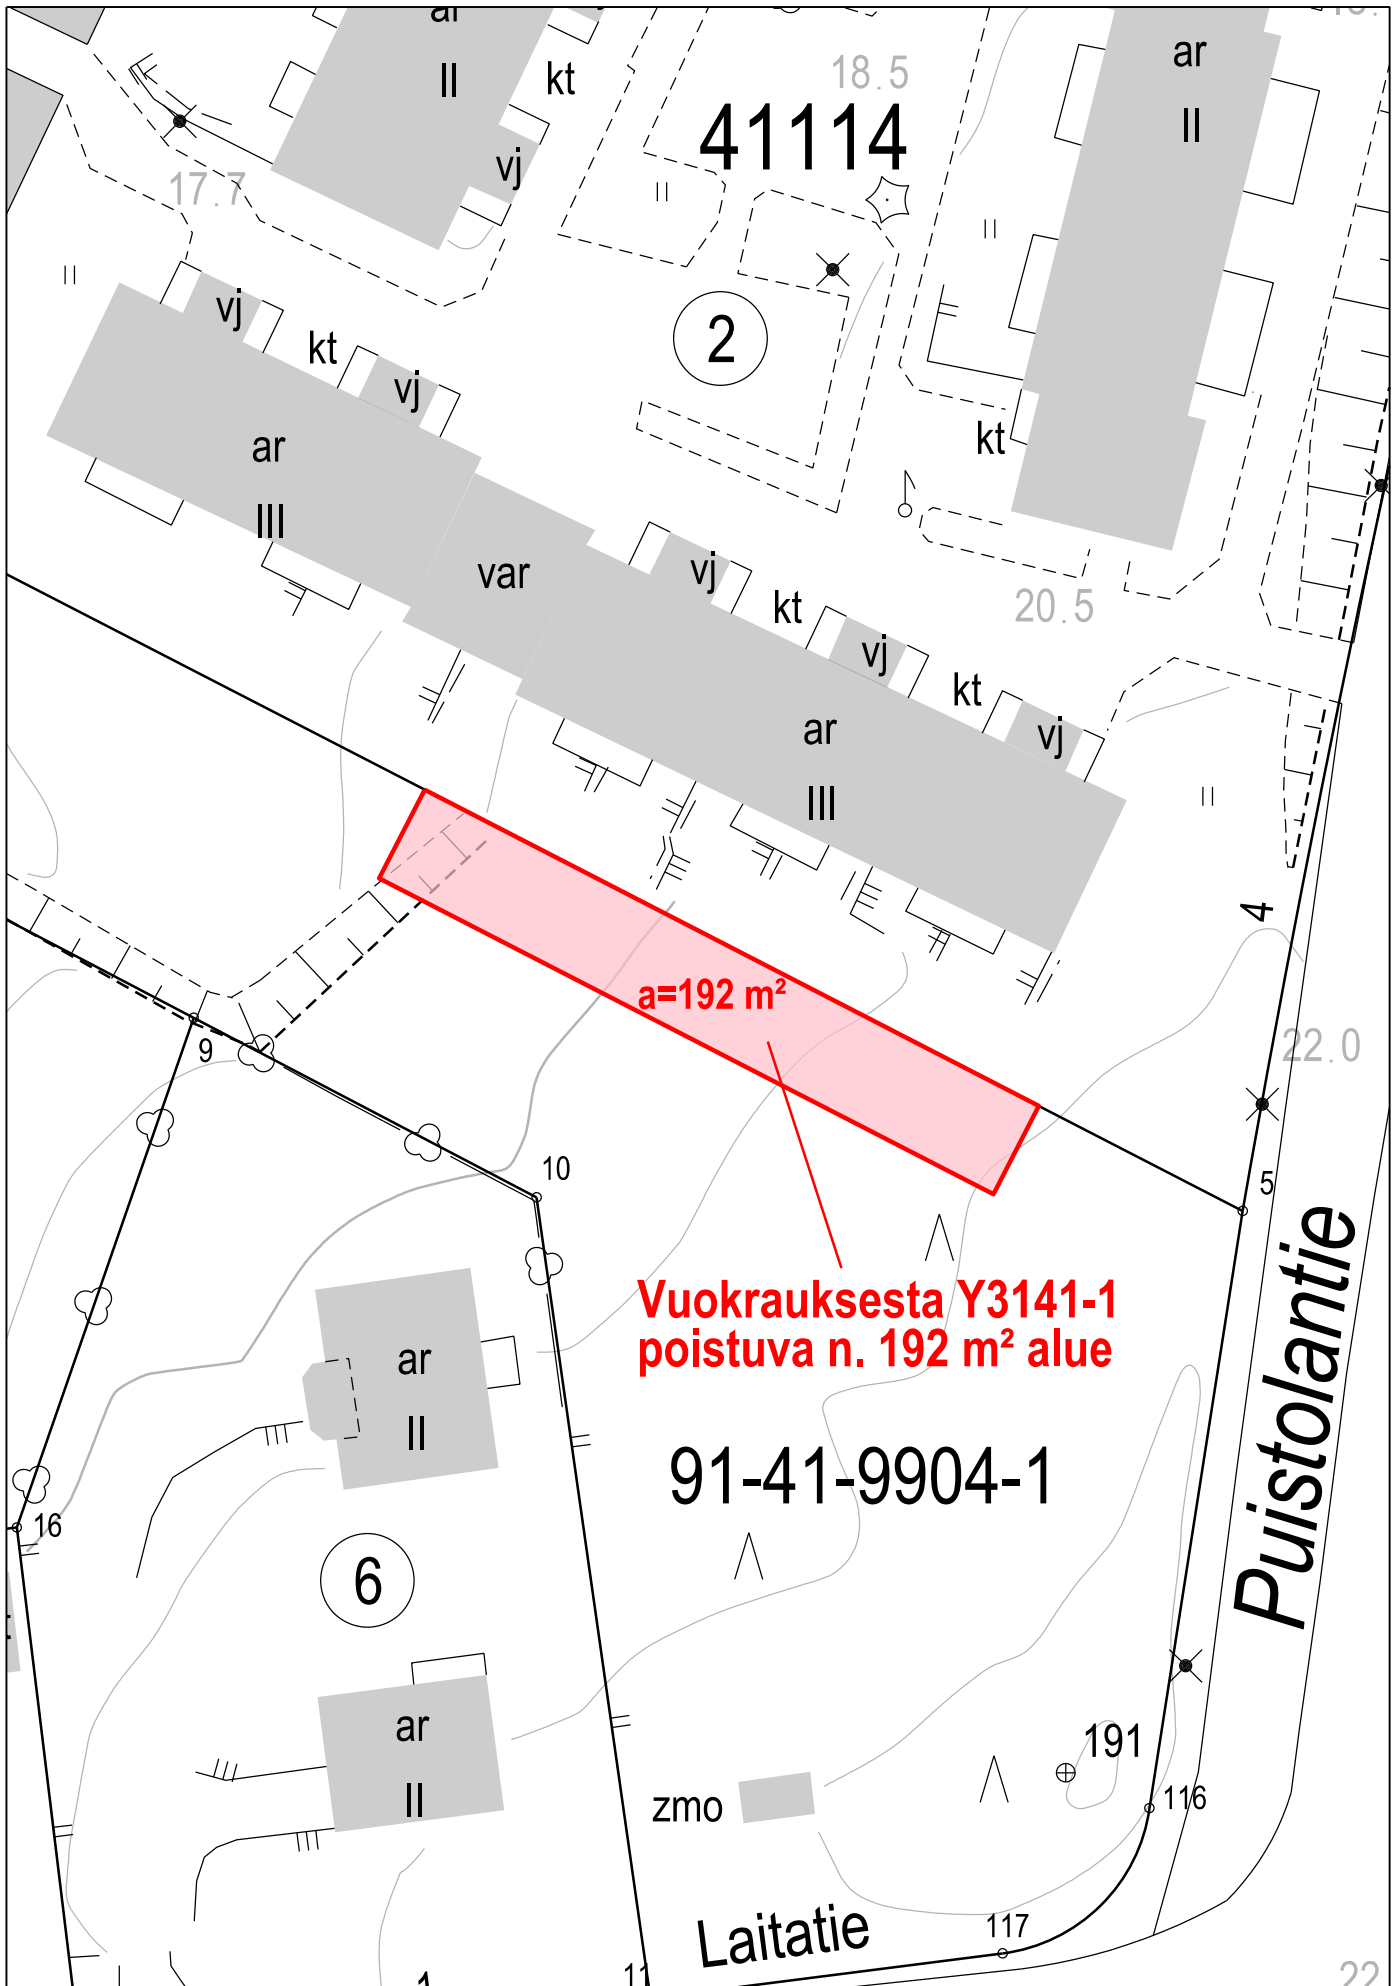 ar
II
kt
vj
18.5
41114
ar
II
17.7
vj
kt
vj
2
ar
III
kt
var
vj
kt
20.5
vj
kt
vj
ar
III
4
a=192 m²
22.0
9
10
5
Vuokrauksesta Y3141-1
poistuva n. 192 m² alue
Puistolantie
ar
II
91-41-9904-1
16
6
ar
II
191
zmo
116
Laitatie
117
11
1
22